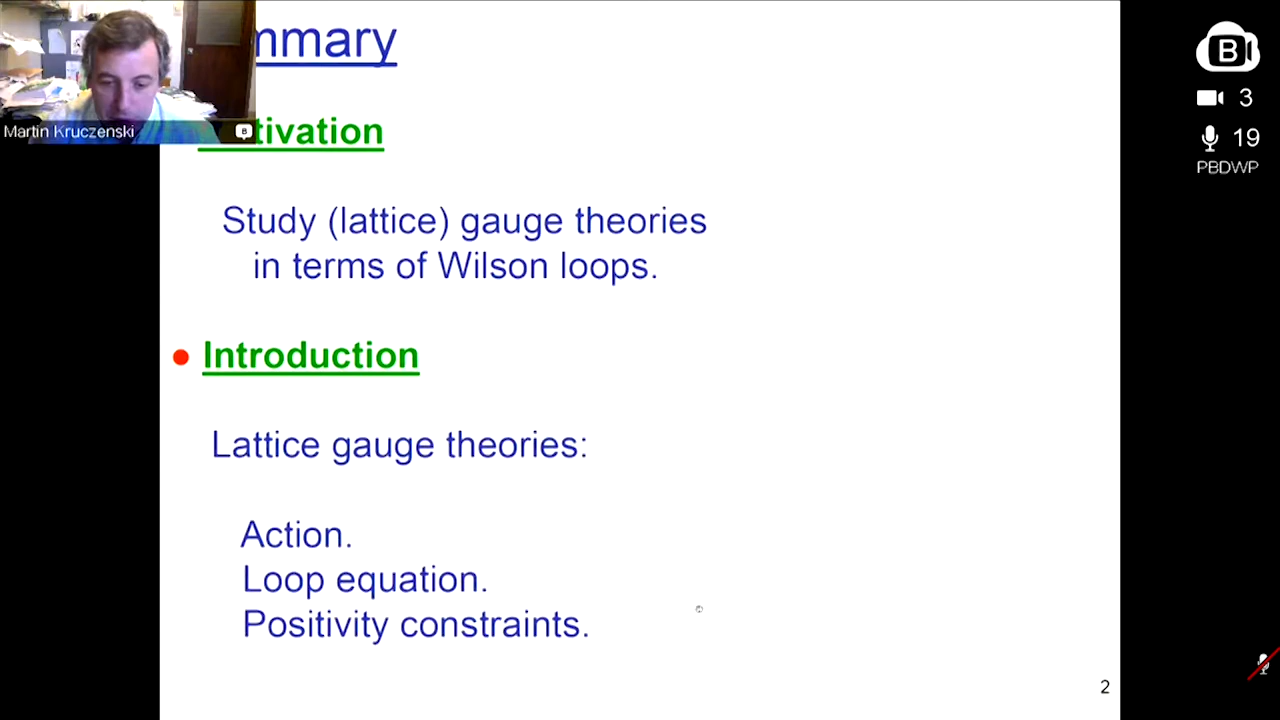 mmary
tivation
Study (lattice) gauge theories
in terms of Wilson loops.
Introduction
Lattice gauge theories:
Action.
Loop equation.
Positivity constraints.
2
Martin Kruczenski
B
B
3
19
PBDWP